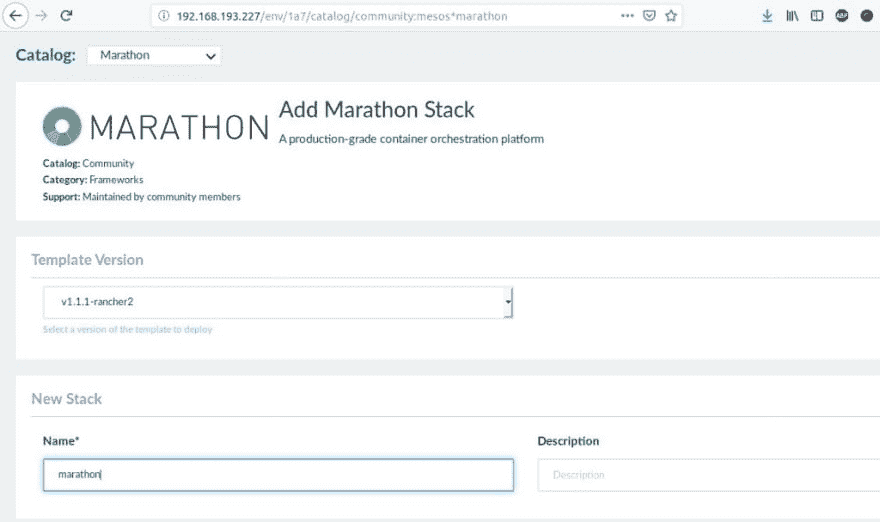 192.168.193.227/env/1a7/catalog/community:mesos*marathon
Catalog: Marathon
MARATHON
Add Marathon Stack
A production-grade container orchestration platform
Catalog: Community
Category: Frameworks
Support: Maintained by community members
Template Version
v1.1.1-rancher2
Select a version of the template to deploy
New Stack
Name* Description
marathon Description